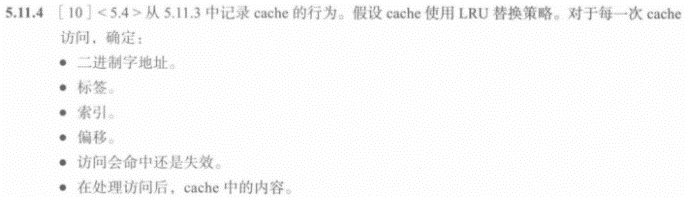 5.11.4 [10] <5.4> 从 5.11.3 中记录 cache 的行为。假设 cache 使用 LRU 替换策略。对于每一次 cache
访问，确定：
● 二进制字地址。
● 标签。
● 索引。
● 偏移。
● 访问会命中还是失效。
● 在处理访问后，cache 中的内容。